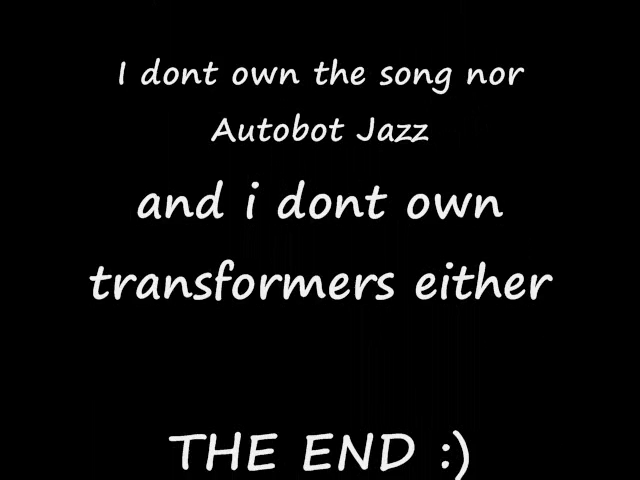 I dont own the song nor
Autobot Jazz
and i dont own
transformers either
THE END :)